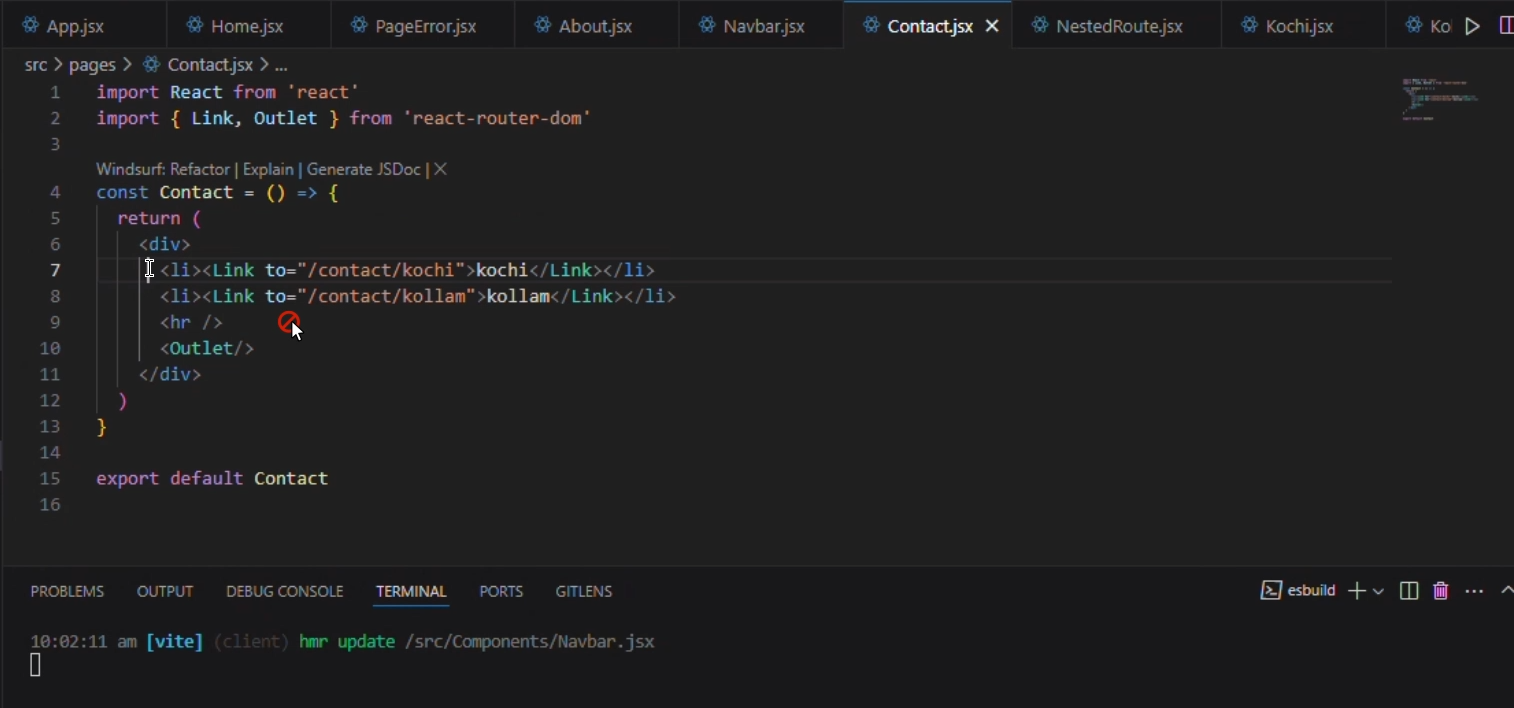 App.jsx Home.jsx PageError.jsx About.jsx Navbar.jsx Contact.jsx NestedRoute.jsx Kochi.jsx Ko
src > pages > Contact.jsx > ...
1 import React from 'react'
2 import { Link, Outlet } from 'react-router-dom'
3
Windsurf: Refactor | Explain | Generate JSDoc | X
4 const Contact = () => {
5 return (
6 <div>
7 <li><Link to="/contact/kochi">kochi</Link></li>
8 <li><Link to="/contact/kollam">kollam</Link></li>
9 <hr />
10 <Outlet/>
11 </div>
12 )
13 }
14
15 export default Contact
16
PROBLEMS OUTPUT DEBUG CONSOLE TERMINAL PORTS GITLENS esbuild
10:02:11 am [vite] (client) hmr update /src/Components/Navbar.jsx